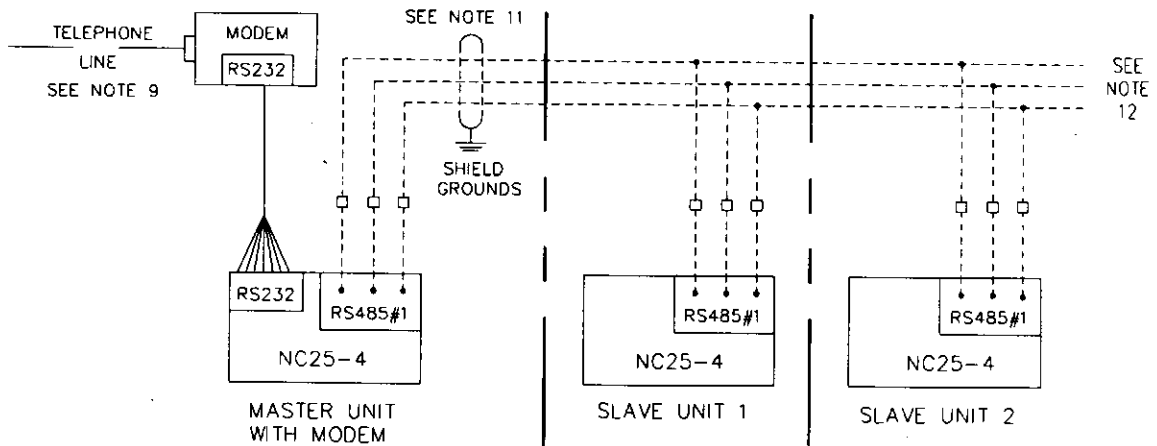 TELEPHONE
LINE
SEE NOTE 9
MODEM
RS232
SEE NOTE 11
SHIELD
GROUNDS
SEE
NOTE
12
RS232
RS485#1
NC25-4
MASTER UNIT
WITH MODEM
RS485#1
NC25-4
SLAVE UNIT 1
RS485#1
NC25-4
SLAVE UNIT 2